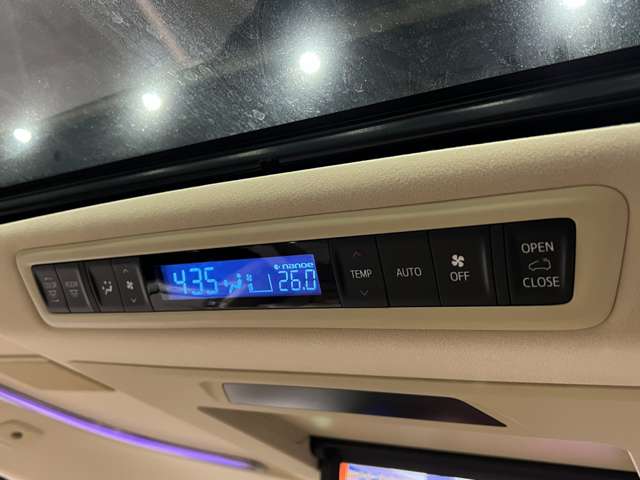 4:35
nanoe
26.0
TEMP
AUTO
OFF
OPEN
CLOSE